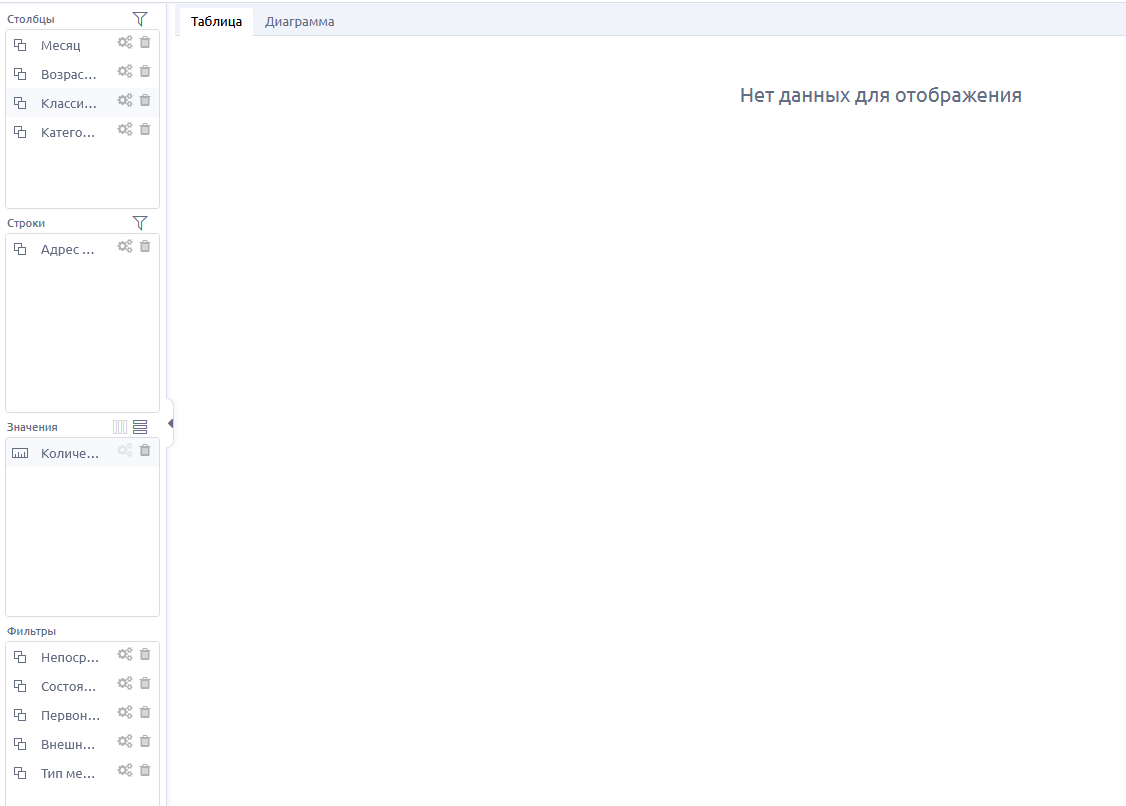 Столбцы
Месяц
Возрас...
Класси...
Катего...
Строки
Адрес ...
Значения
Количе...
Фильтры
Непоср...
Состоя...
Первон...
Внешн...
Тип ме...
Таблица
Диаграмма
Нет данных для отображения